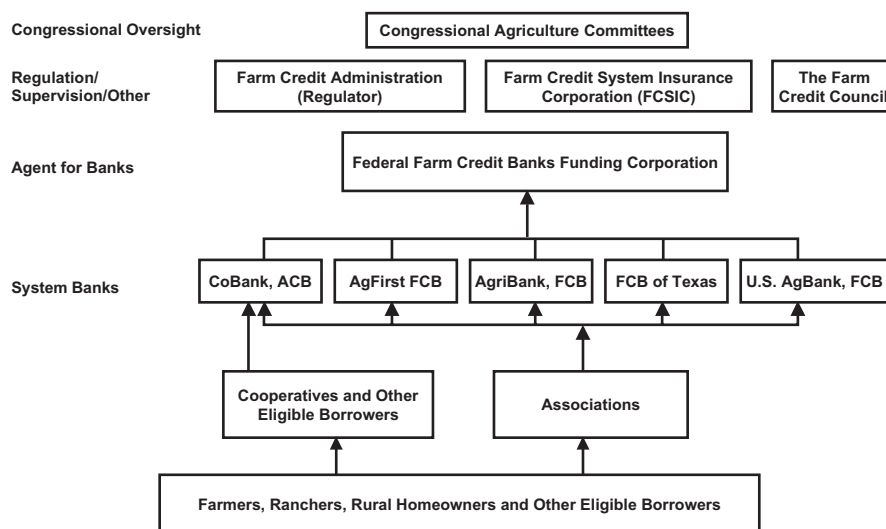 Congressional Oversight
Congressional Agriculture Committees
Regulation/
Supervision/Other
Farm Credit Administration
(Regulator)
Farm Credit System Insurance
Corporation (FCSIC)
The Farm
Credit Council
Agent for Banks
Federal Farm Credit Banks Funding Corporation
System Banks
CoBank, ACB
AgFirst FCB
AgriBank, FCB
FCB of Texas
U.S. AgBank, FCB
Cooperatives and Other
Eligible Borrowers
Associations
Farmers, Ranchers, Rural Homeowners and Other Eligible Borrowers